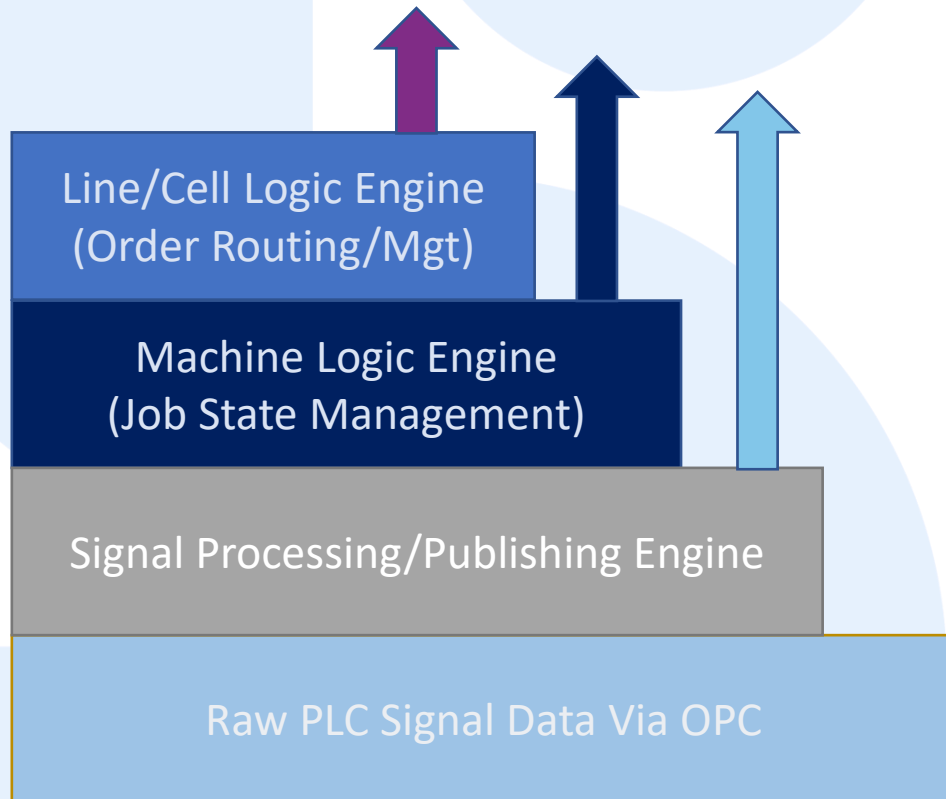 Line/Cell Logic Engine
(Order Routing/Mgt)
Machine Logic Engine
(Job State Management)
Signal Processing/Publishing Engine
Raw PLC Signal Data Via OPC